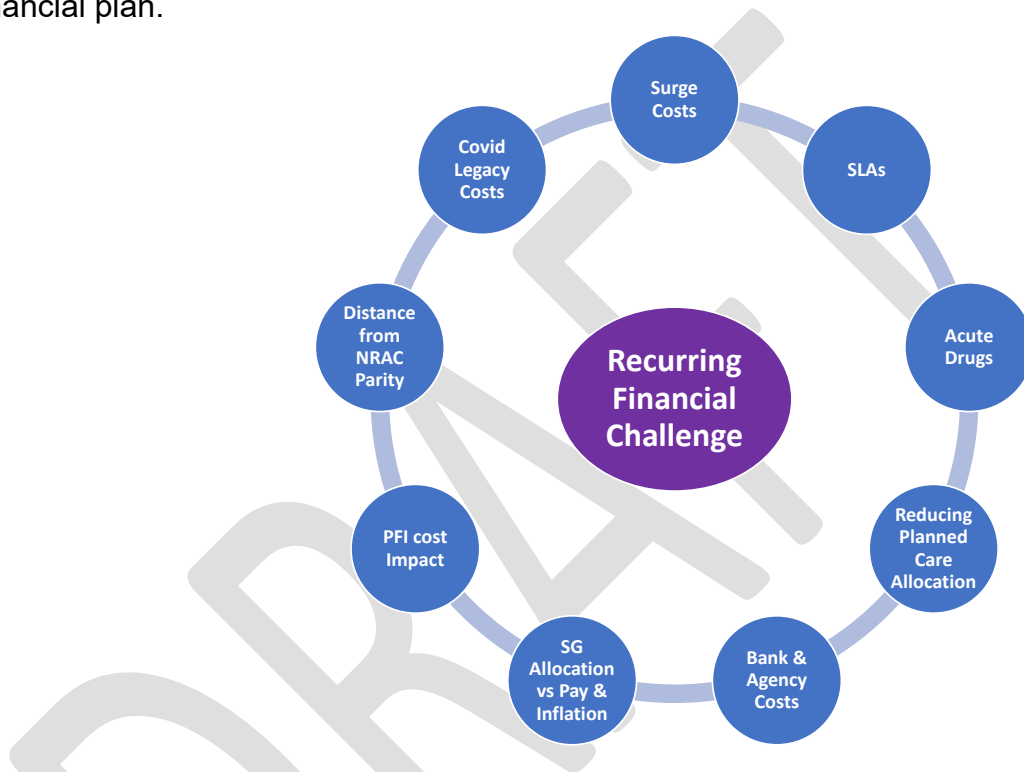 ancial plan.
Surge
Costs
SLAs
Acute
Drugs
Reducing
Planned
Care
Allocation
Bank &
Agency
Costs
SG
Allocation
vs Pay &
Inflation
PFI cost
Impact
Distance
from
NRAC
Parity
Covid
Legacy
Costs
Recurring
Financial
Challenge
DRAFT